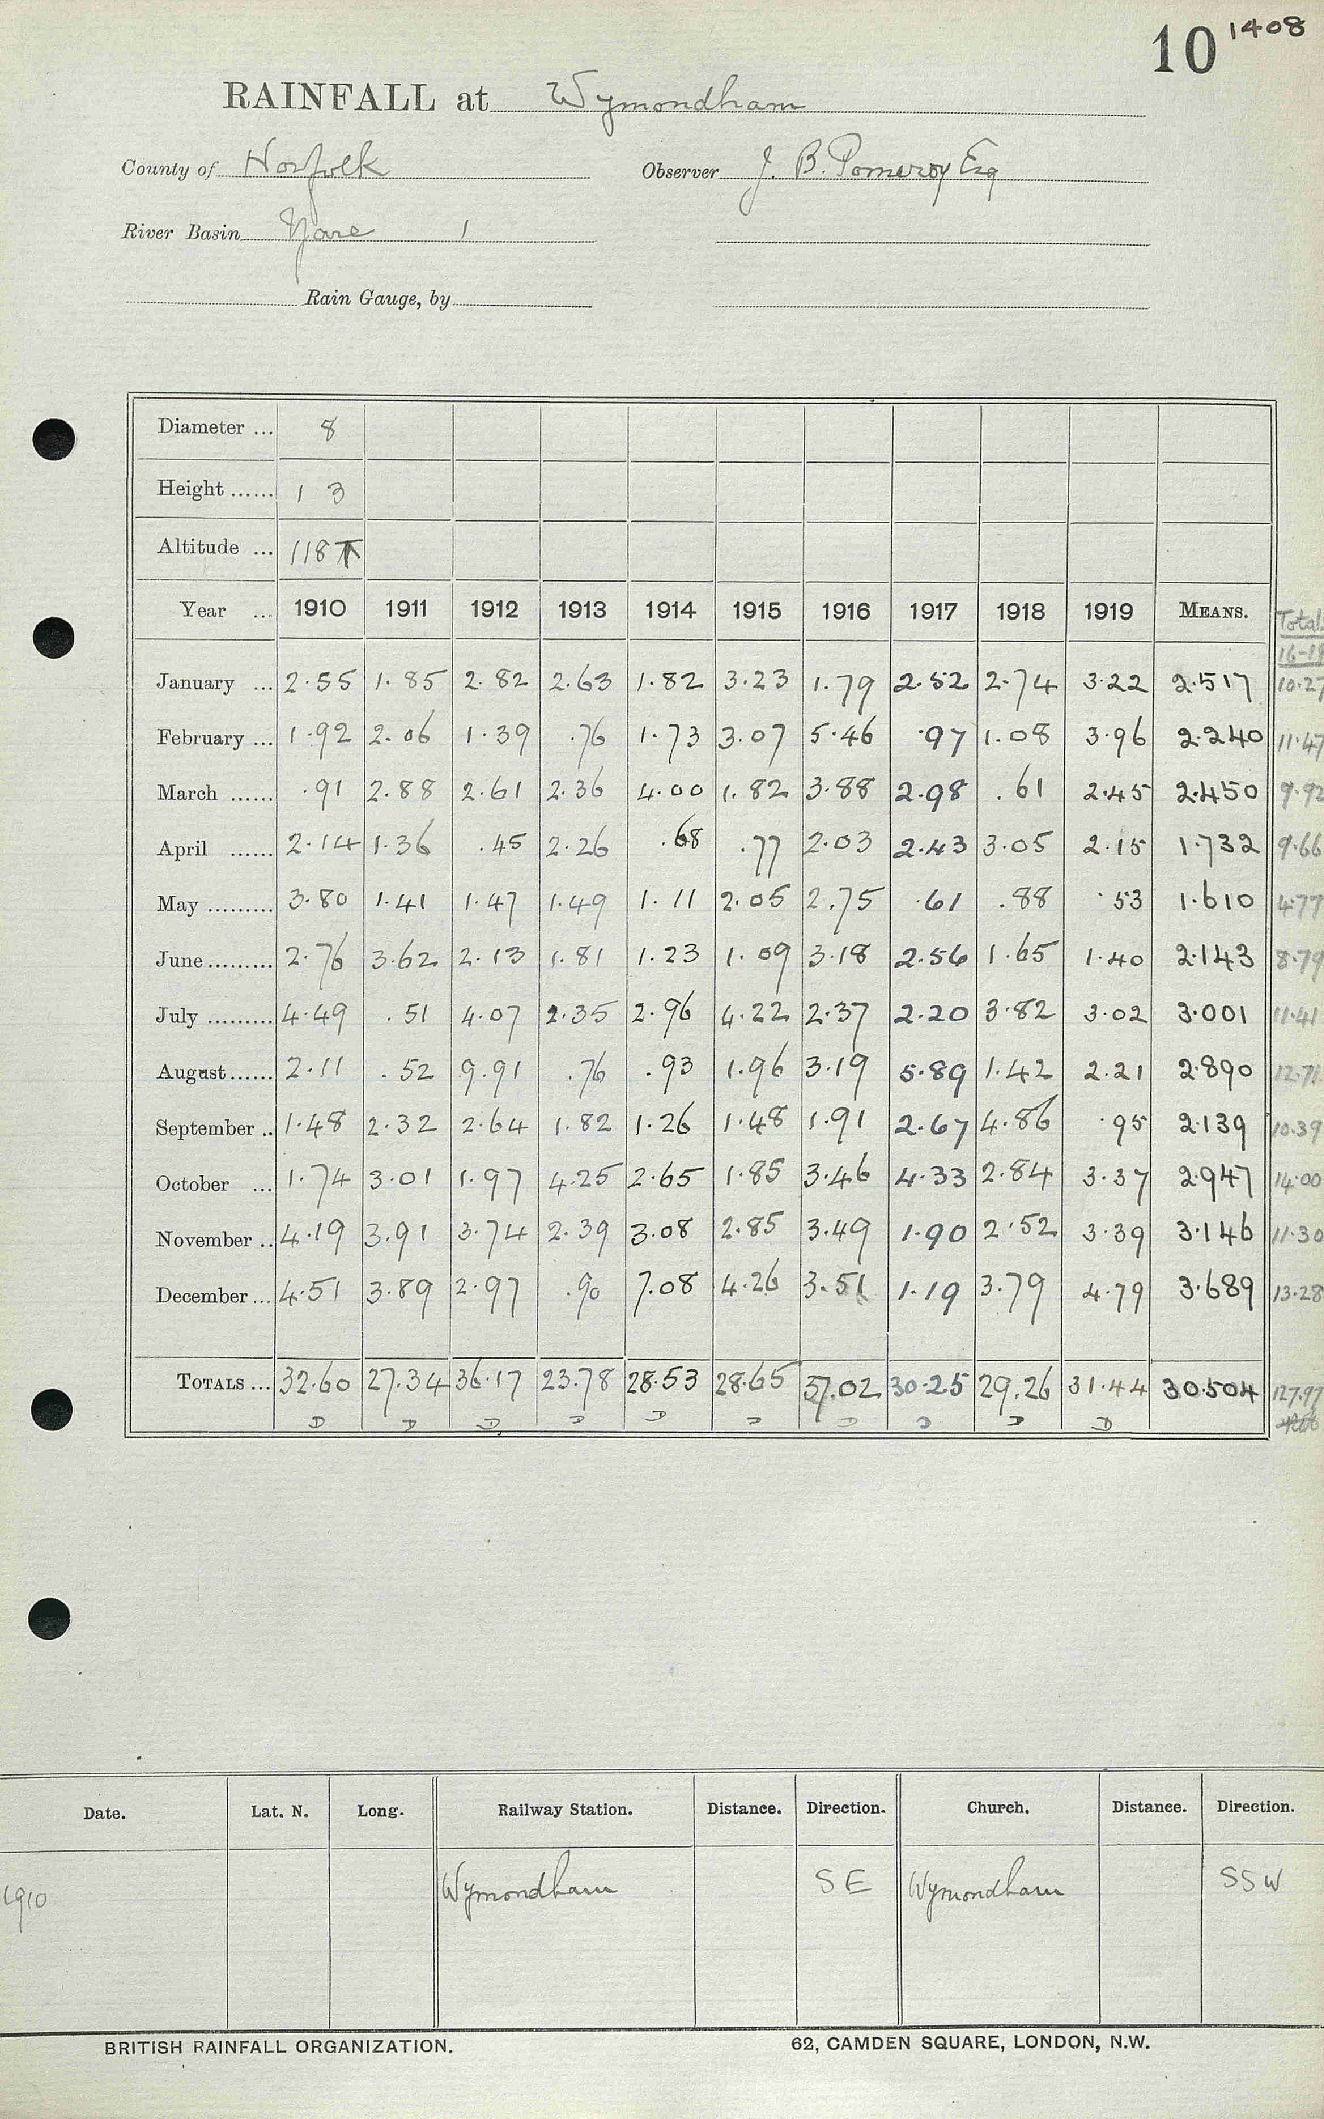 10 1408
RAINFALL at Wymondham
County of Norfolk Observer J. B. Pomeroy Esq
River Basin Yare 1
Rain Gauge, by
Diameter ... 8
Height ...... 1 3
Altitude ... 118 T
Year ... 1910 1911 1912 1913 1914 1915 1916 1917 1918 1919 MEANS. Total
16-19
January ... 2.55 1.85 2.82 2.63 1.82 3.23 1.79 2.52 2.74 3.22 2.517 10.27
February ... 1.92 2.06 1.39 .76 1.73 3.07 5.46 .97 1.08 3.96 2.240 11.47
March ...... .91 2.88 2.61 2.36 4.00 1.82 3.88 2.98 .61 2.45 2.450 9.92
April ...... 2.14 1.36 .45 2.26 .68 .77 2.03 2.43 3.05 2.15 1.732 9.66
May ......... 3.80 1.41 1.47 1.49 1.11 2.05 2.75 .61 .88 .53 1.610 4.77
June ......... 2.76 3.62 2.13 1.81 1.23 1.09 3.18 2.56 1.65 1.40 2.143 8.79
July ......... 4.49 .51 4.07 2.35 2.96 4.22 2.37 2.20 3.82 3.02 3.001 11.41
August ...... 2.11 .52 9.91 .76 .93 1.96 3.19 5.89 1.42 2.21 2.890 12.71
September .. 1.48 2.32 2.64 1.82 1.26 1.48 1.91 2.67 4.86 .95 2.139 10.39
October ... 1.74 3.01 1.97 4.25 2.65 1.85 3.46 4.33 2.84 3.37 2.947 14.00
November .. 4.19 3.91 3.74 2.39 3.08 2.85 3.49 1.90 2.52 3.39 3.146 11.30
December ... 4.51 3.89 2.97 .90 7.08 4.26 3.51 1.19 3.79 4.79 3.689 13.28
TOTALS ... 32.60 27.34 36.17 23.78 28.53 28.65 37.02 30.25 29.26 31.44 30.504 127.97
D D D D D D D D D D
Date. Lat. N. Long. Railway Station. Distance. Direction. Church. Distance. Direction.
1910 Wymondham SE Wymondham SSW
BRITISH RAINFALL ORGANIZATION. 62, CAMDEN SQUARE, LONDON, N.W.